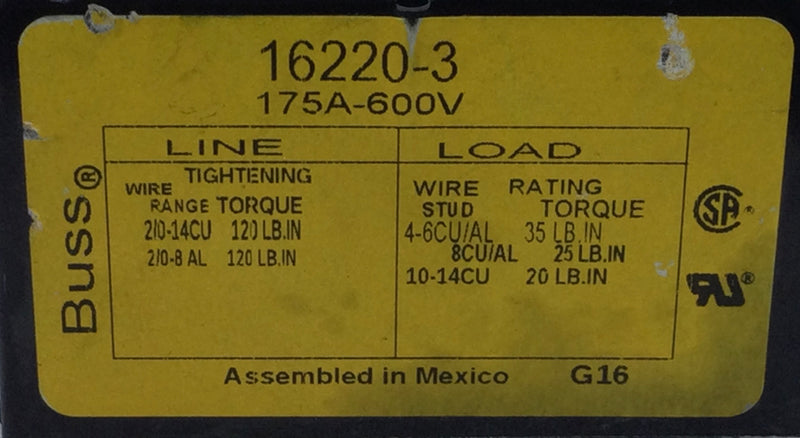 16220-3
175A-600V
Buss®
LINE
TIGHTENING
WIRE
RANGE TORQUE
2/0-14CU 120 LB.IN
2/0-8 AL 120 LB.IN
LOAD
WIRE RATING
STUD TORQUE
4-6CU/AL 35 LB.IN
8CU/AL 25 LB.IN
10-14CU 20 LB.IN
SA®
RU®
Assembled in Mexico G16